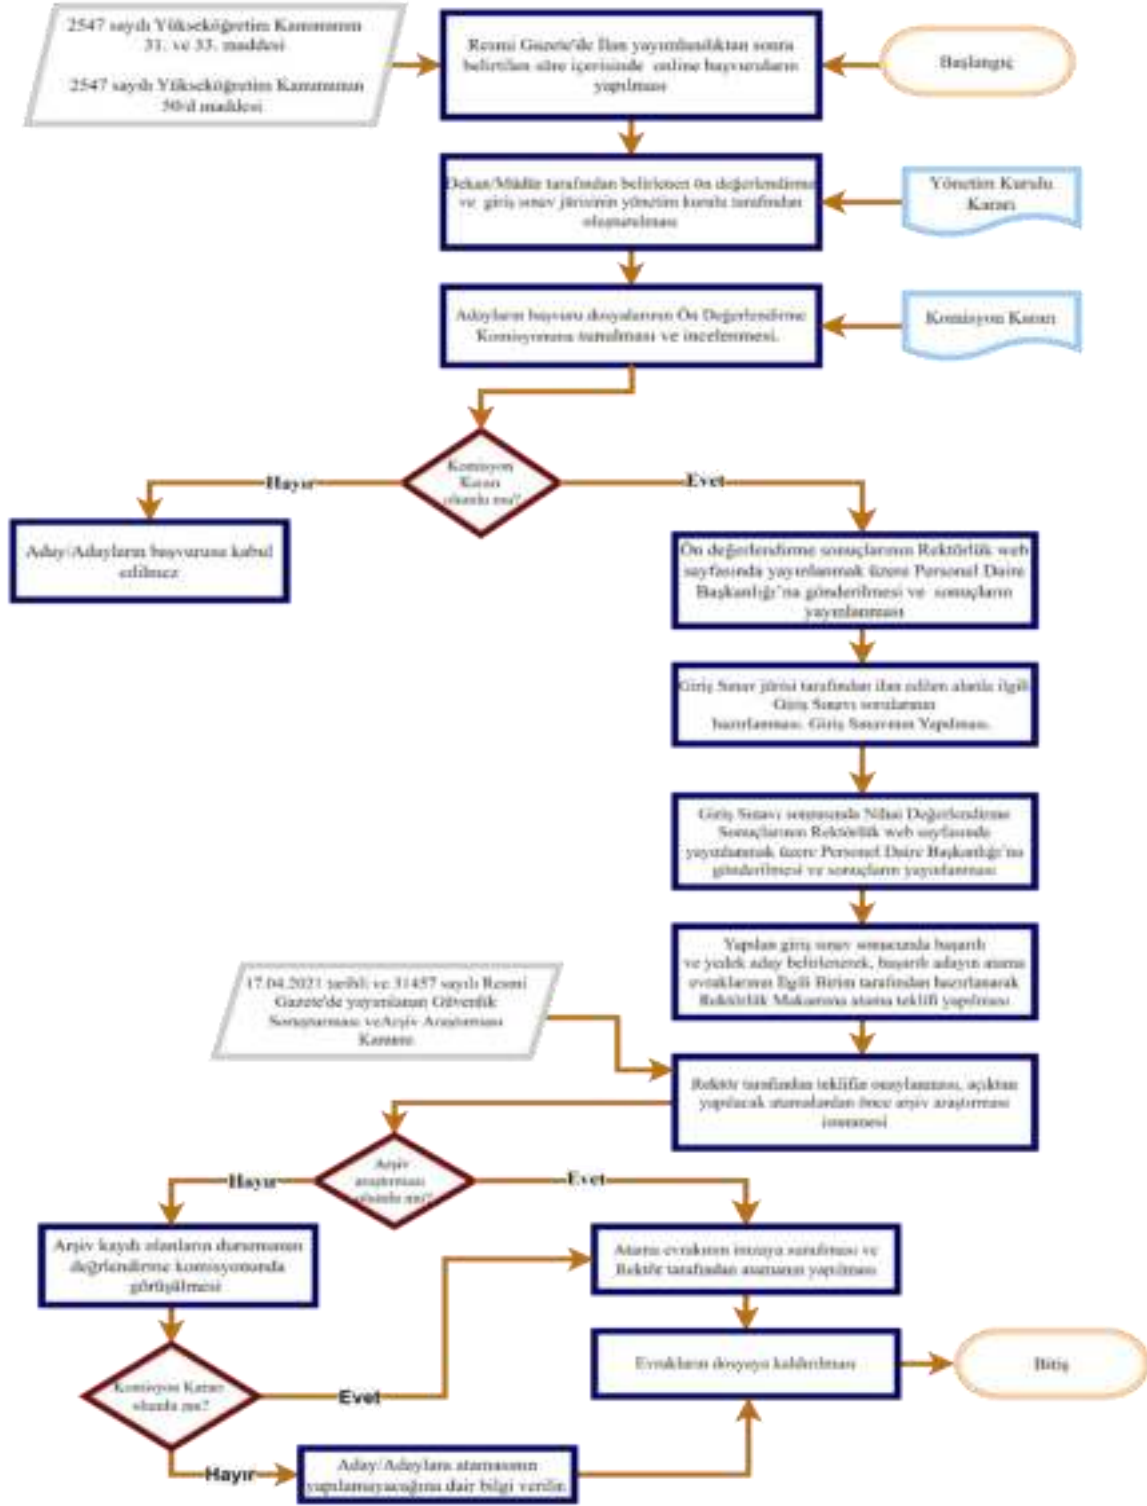 2547 sayılı Yükseköğretim Kanununun
31. ve 33. maddesi
2547 sayılı Yükseköğretim Kanununun
50/d maddesi
Resmi Gazete'de İlan yayımlandıktan sonra
belirtilen süre içerisinde online başvuruların
yapılması
Başlangıç
Dekan/Müdür tarafından belirlenen ön değerlendirme
ve giriş sınav jürisinin yönetim kurulu tarafından
oluşturulması
Yönetim Kurulu
Kararı
Adayların başvuru dosyalarının Ön Değerlendirme
Komisyonuna sunulması ve incelenmesi.
Komisyon Kararı
Komisyon
Kararı
olumlu mu?
Hayır
Evet
Aday/Adayların başvurusu kabul
edilmez
Ön değerlendirme sonuçlarının Rektörlük web
sayfasında yayınlanmak üzere Personel Daire
Başkanlığı'na gönderilmesi ve sonuçların
yayınlanması
Giriş Sınav jürisi tarafından ilan edilen alanla ilgili
Giriş Sınavı sorularının
hazırlanması. Giriş Sınavının Yapılması.
Giriş Sınavı sonrasında Nihai Değerlendirme
Sonuçlarının Rektörlük web sayfasında
yayınlanmak üzere Personel Daire Başkanlığı'na
gönderilmesi ve sonuçların yayınlanması
Yapılan giriş sınav sonucunda başarılı
ve yedek aday belirlenerek, başarılı adayın atama
evraklarının İlgili Birim tarafından hazırlanarak
Rektörlük Makamına atama teklifi yapılması
17.04.2021 tarihli ve 31457 sayılı Resmi
Gazete'de yayımlanan Güvenlik
Soruşturması veArşiv Araştırması
Kanunu
Rektör tarafından teklifin onaylanması, açıktan
yapılacak atamalardan önce arşiv araştırması
istenmesi
Arşiv
araştırması
olumlu mu?
Hayır
Evet
Arşiv kaydı olanların durumunun
değrlendirme komisyonunda
görüşülmesi
Atama evrakının imzaya sunulması ve
Rektör tarafından atamanın yapılması
Evrakların dosyaya kaldırılması
Bitiş
Komisyon Kararı
olumlu mu?
Evet
Hayır
Aday/Adaylara atamasının
yapılamayacağına dair bilgi verilir.